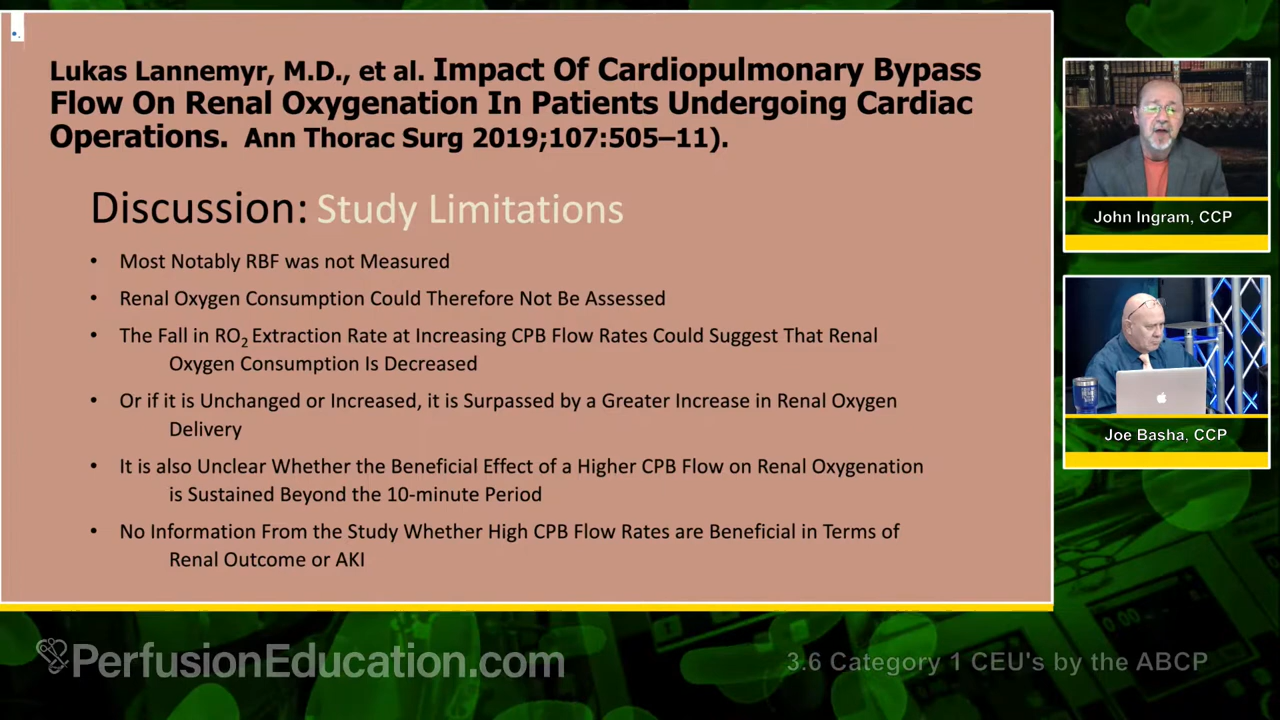 Lukas Lannemyr, M.D., et al. Impact Of Cardiopulmonary Bypass
Flow On Renal Oxygenation In Patients Undergoing Cardiac
Operations. Ann Thorac Surg 2019;107:505–11).
Discussion: Study Limitations
• Most Notably RBF was not Measured
• Renal Oxygen Consumption Could Therefore Not Be Assessed
• The Fall in RO2 Extraction Rate at Increasing CPB Flow Rates Could Suggest That Renal
Oxygen Consumption Is Decreased
• Or if it is Unchanged or Increased, it is Surpassed by a Greater Increase in Renal Oxygen
Delivery
• It is also Unclear Whether the Beneficial Effect of a Higher CPB Flow on Renal Oxygenation
is Sustained Beyond the 10-minute Period
• No Information From the Study Whether High CPB Flow Rates are Beneficial in Terms of
Renal Outcome or AKI
John Ingram, CCP
Joe Basha, CCP
PerfusionEducation.com
3.6 Category 1 CEU's by the ABCP